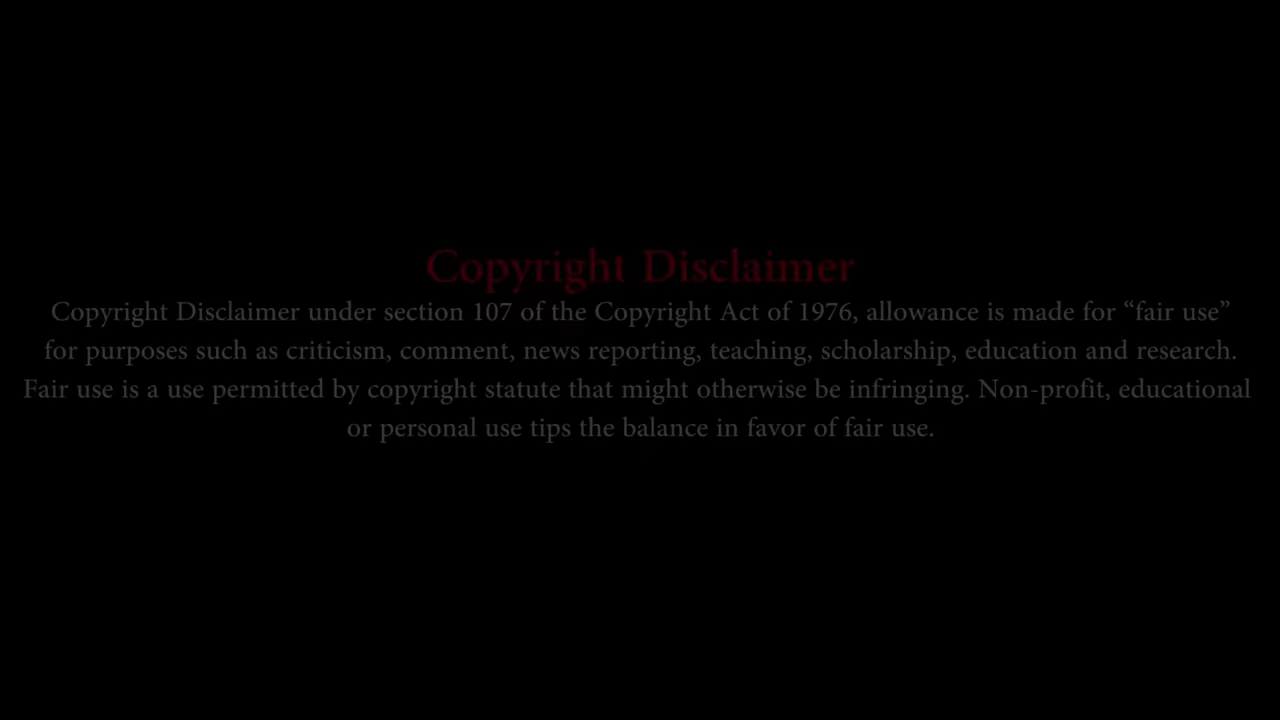 Copyright Disclaimer
Copyright Disclaimer under section 107 of the Copyright Act of 1976, allowance is made for “fair use”
for purposes such as criticism, comment, news reporting, teaching, scholarship, education and research.
Fair use is a use permitted by copyright statute that might otherwise be infringing. Non-profit, educational
or personal use tips the balance in favor of fair use.